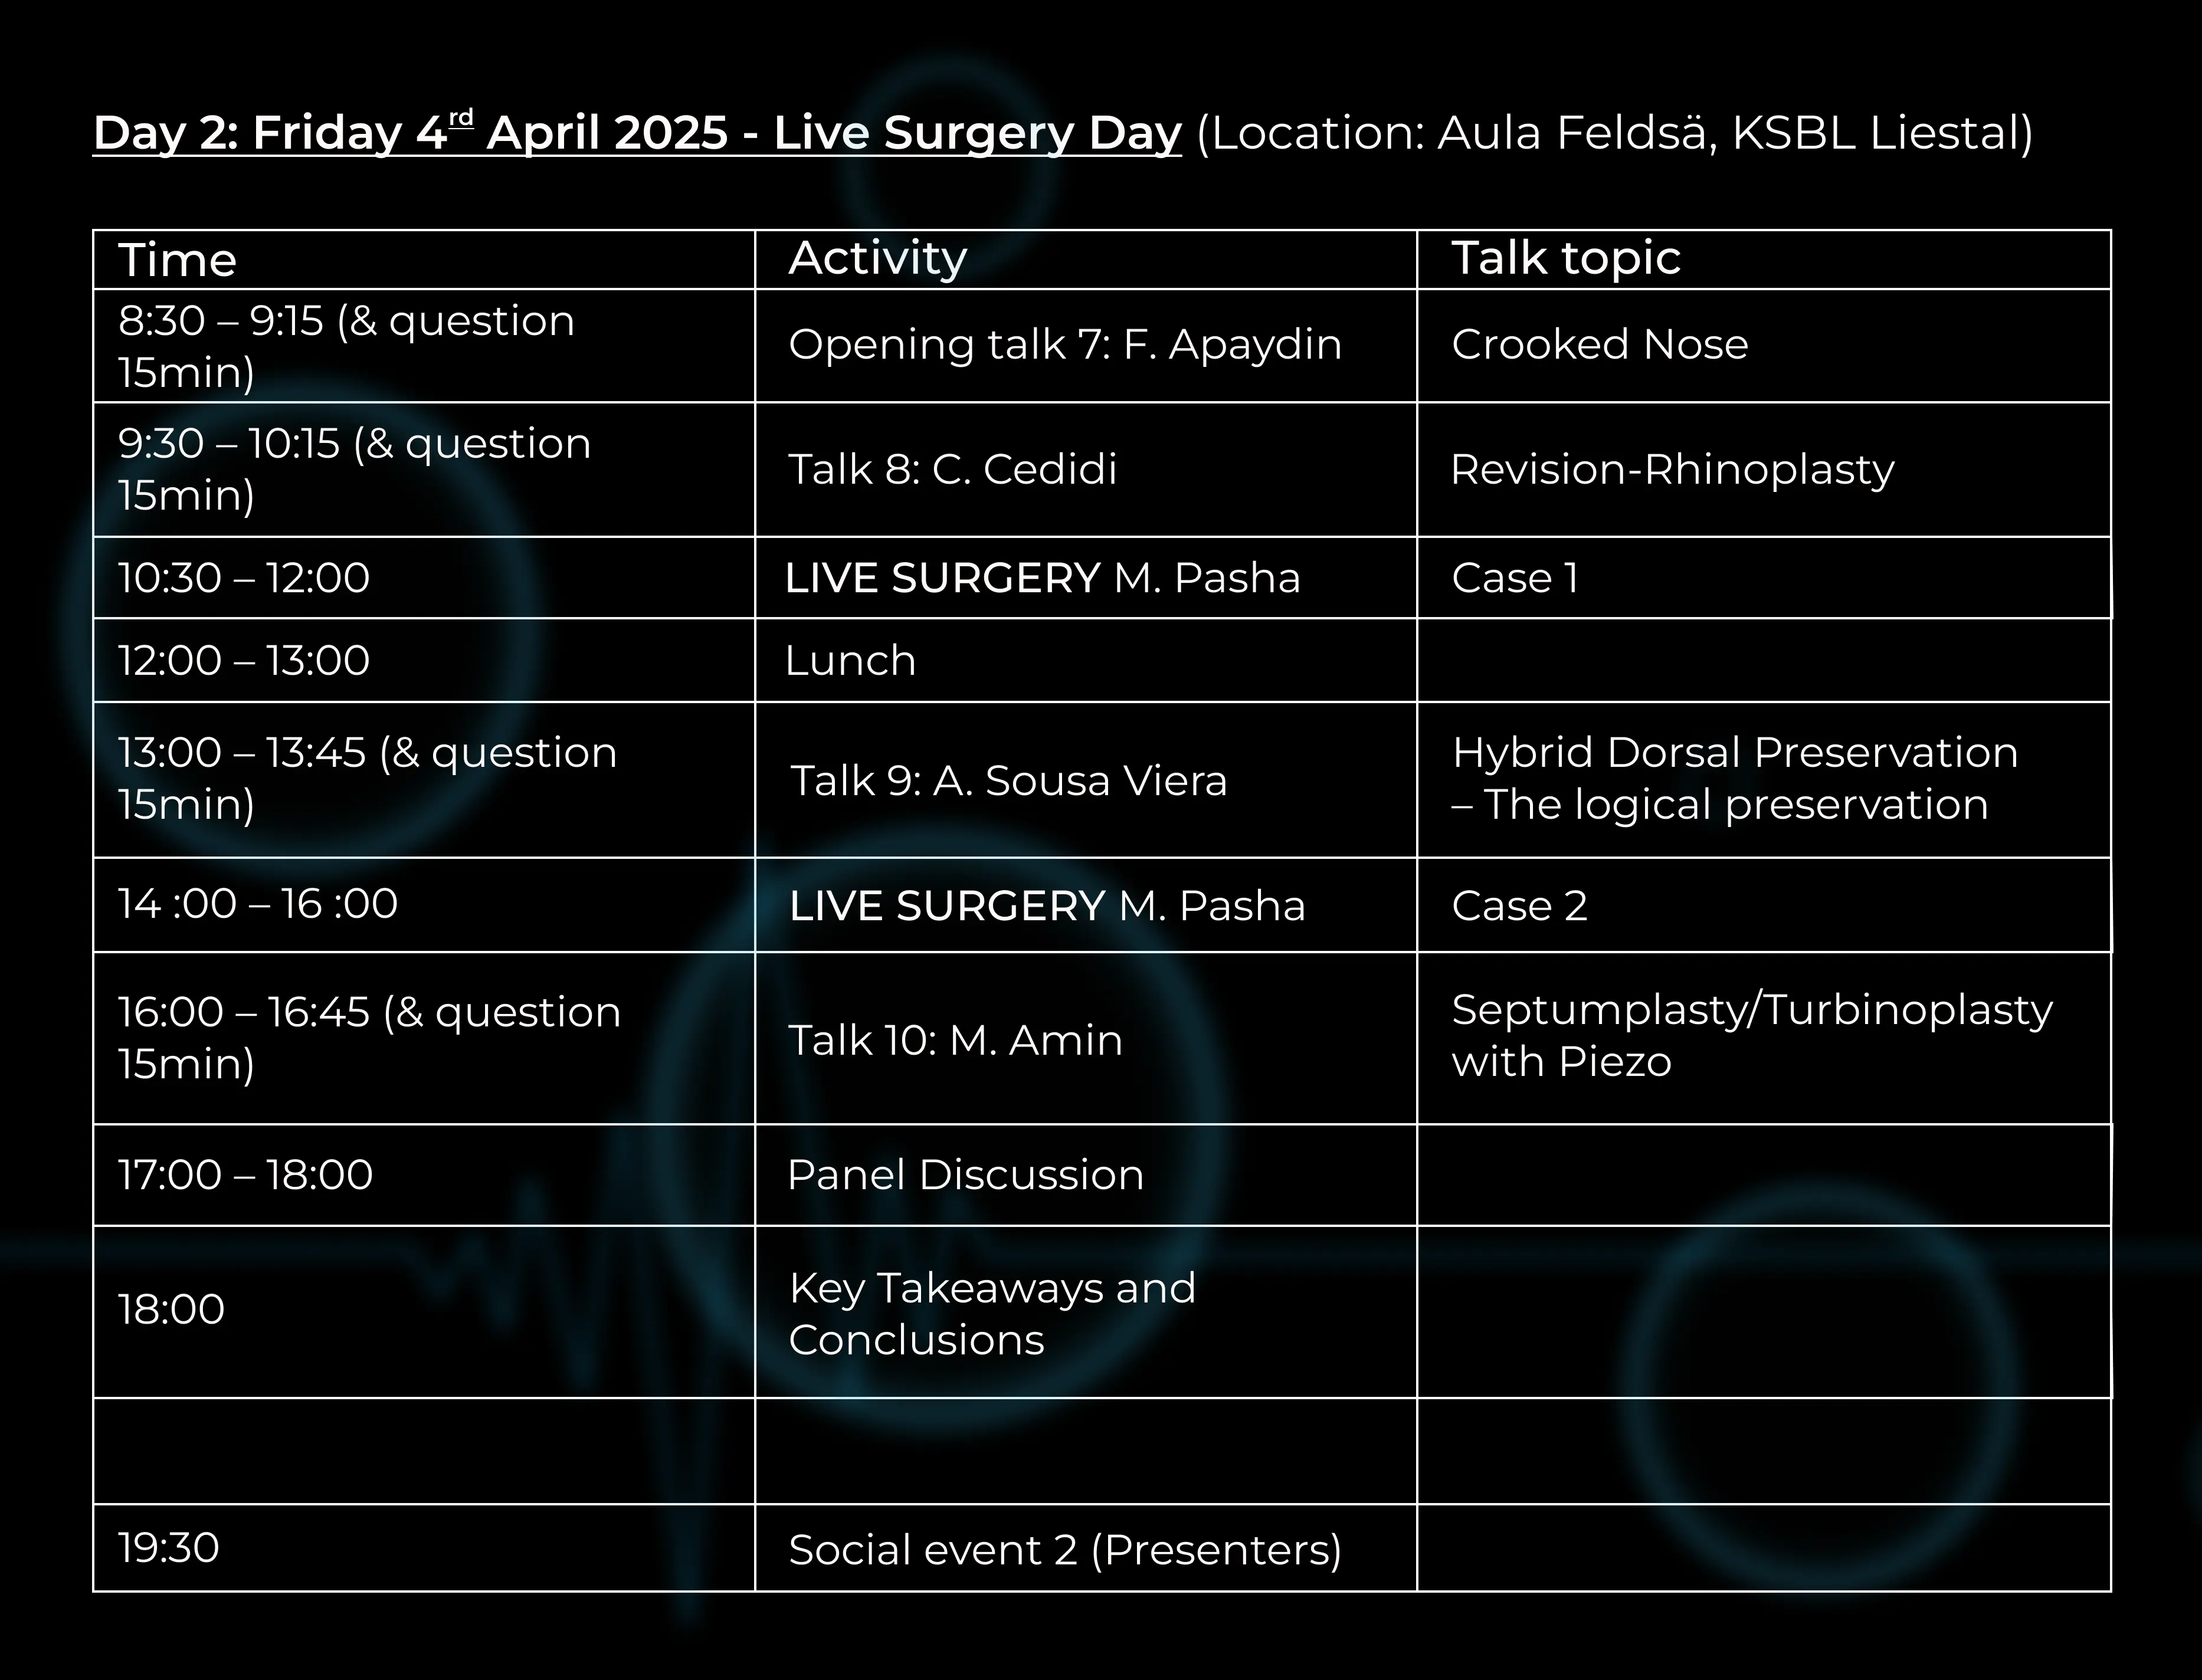 Day 2: Friday 4rd April 2025 - Live Surgery Day (Location: Aula Feldsä, KSBL Liestal)
Time Activity Talk topic
8:30 – 9:15 (& question
15min)
Opening talk 7: F. Apaydin
Crooked Nose
9:30 – 10:15 (& question
15min)
Talk 8: C. Cedidi
Revision-Rhinoplasty
10:30 – 12:00
LIVE SURGERY M. Pasha
Case 1
12:00 – 13:00
Lunch
13:00 – 13:45 (& question
15min)
Talk 9: A. Sousa Viera
Hybrid Dorsal Preservation
– The logical preservation
14 :00 – 16 :00
LIVE SURGERY M. Pasha
Case 2
16:00 – 16:45 (& question
15min)
Talk 10: M. Amin
Septumplasty/Turbinoplasty
with Piezo
17:00 – 18:00
Panel Discussion
18:00
Key Takeaways and
Conclusions
19:30
Social event 2 (Presenters)